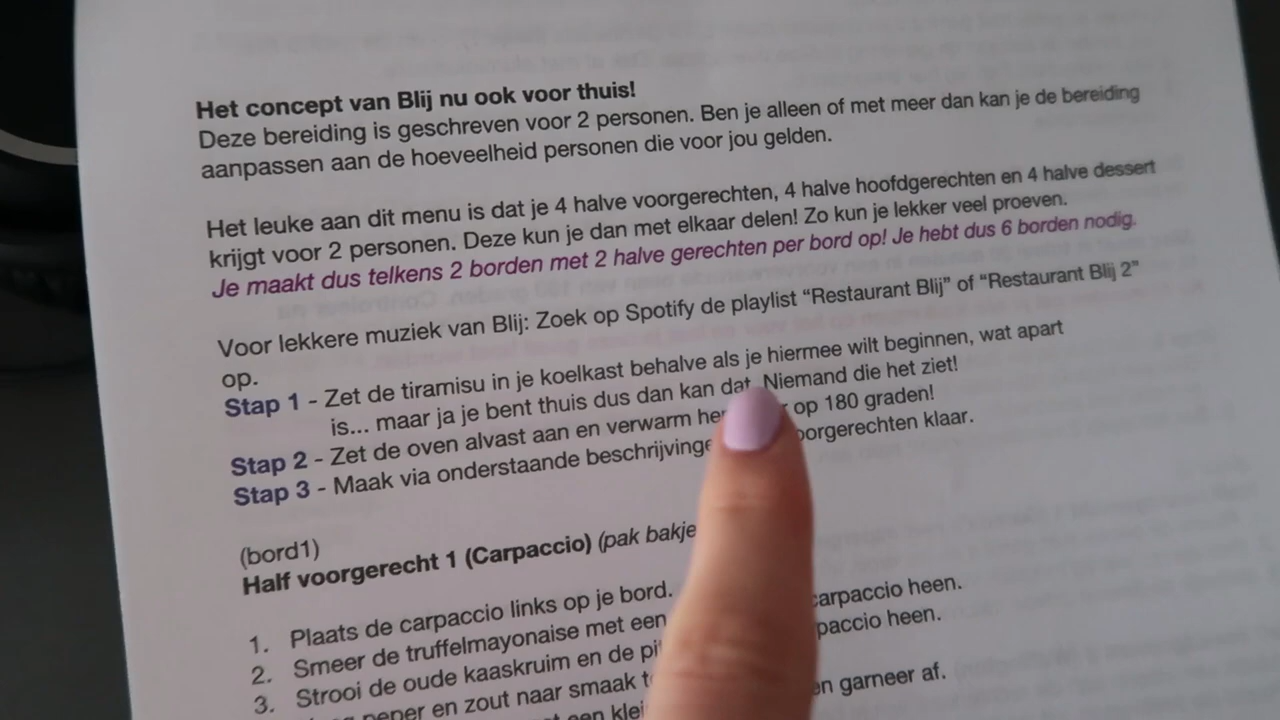 Het concept van Blij nu ook voor thuis!
Deze bereiding is geschreven voor 2 personen. Ben je alleen of met meer dan kan je de bereiding
aanpassen aan de hoeveelheid personen die voor jou gelden.
Het leuke aan dit menu is dat je 4 halve voorgerechten, 4 halve hoofdgerechten en 4 halve dessert
krijgt voor 2 personen. Deze kun je dan met elkaar delen! Zo kun je lekker veel proeven.
Je maakt dus telkens 2 borden met 2 halve gerechten per bord op! Je hebt dus 6 borden nodig.
Voor lekkere muziek van Blij: Zoek op Spotify de playlist “Restaurant Blij” of “Restaurant Blij 2”
op.
Stap 1 - Zet de tiramisu in je koelkast behalve als je hiermee wilt beginnen, wat apart
is... maar ja je bent thuis dus dan kan dat. Niemand die het ziet!
Stap 2 - Zet de oven alvast aan en verwarm op 180 graden!
Stap 3 - Maak via onderstaande klaar.
(bord1)
Half voorgerecht 1 (Carpaccio) (pak bakje
1. Plaats de carpaccio links op je bord.
2. Smeer de truffelmayonaise met een carpaccio heen.
3. Strooi de oude kaaskruim en de heen.
peper en zout naar smaak garneer af.